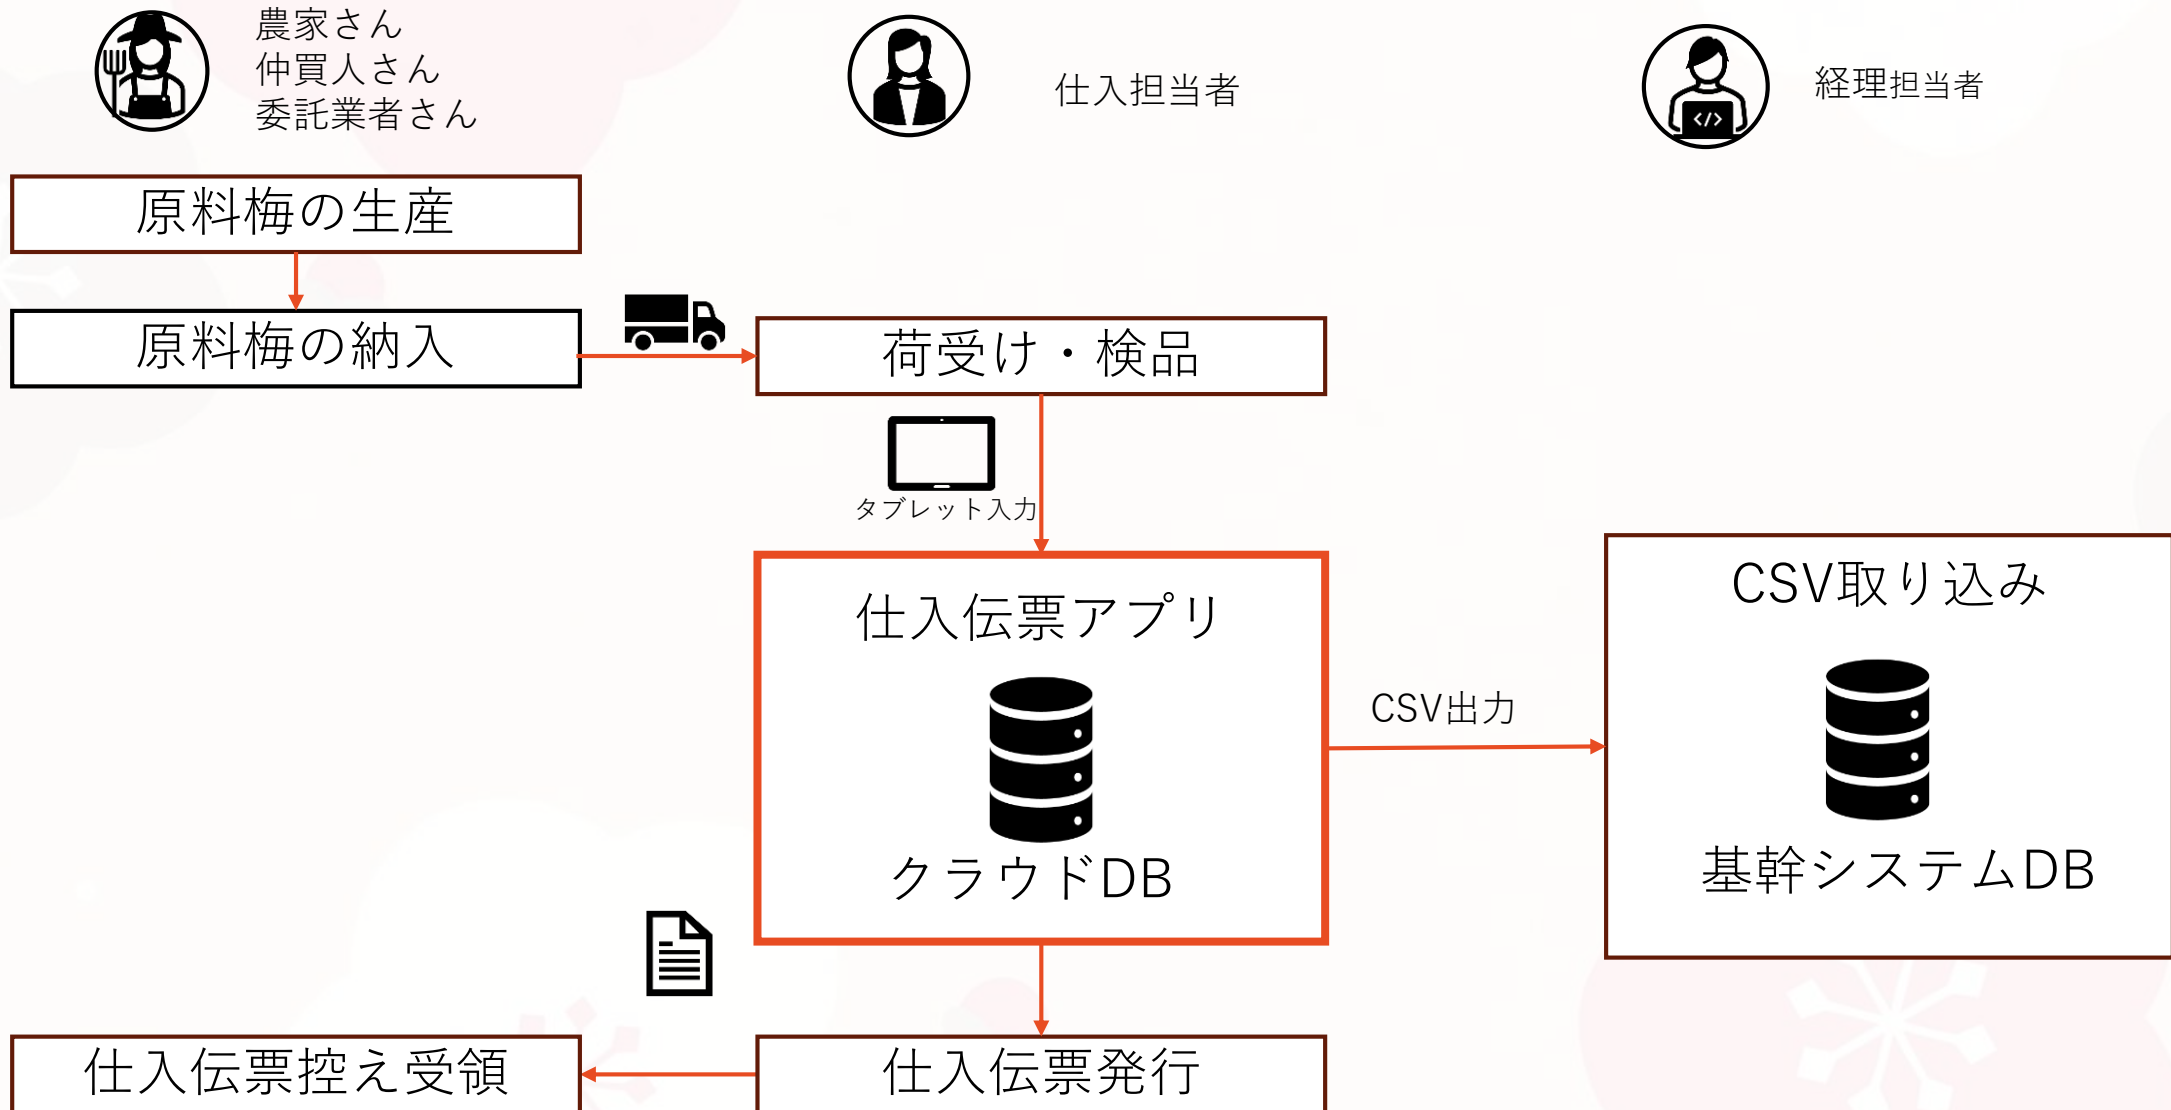 農家さん
仲買人さん
委託業者さん
仕入担当者
経理担当者
原料梅の生産
原料梅の納入
荷受け・検品
タブレット入力
仕入伝票アプリ
クラウドDB
CSV出力
CSV取り込み
</>
基幹システムDB
仕入伝票控え受領
仕入伝票発行